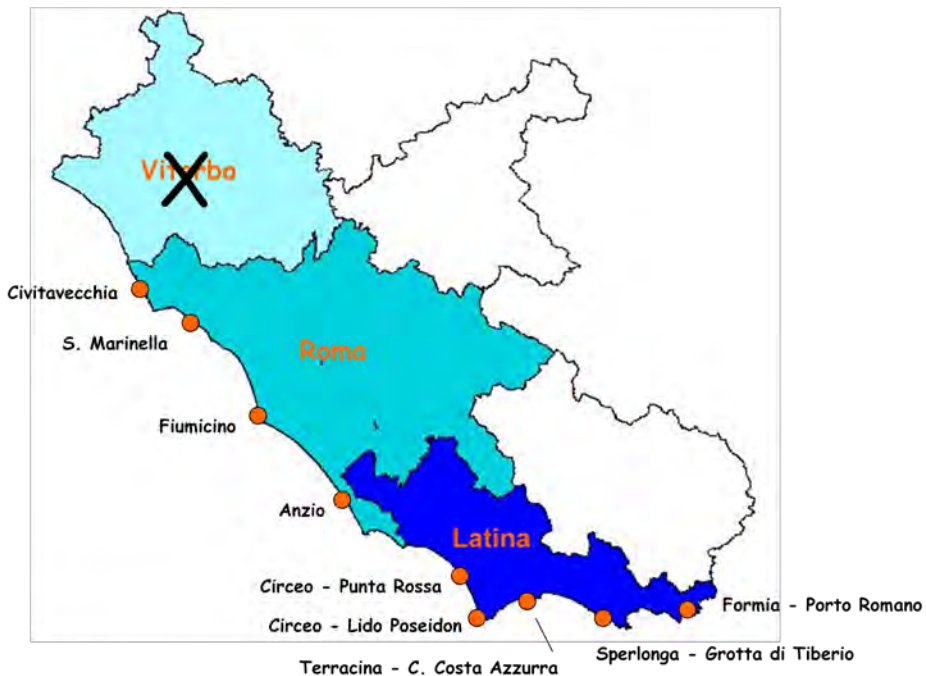 Viterba
Civitavecchia
S. Marinella
Roma
Fiumicino
Anzio
Latina
Circeo - Punta Rossa
Formia - Porto Romano
Circeo - Lido Poseidon
Sperlonga - Grotta di Tiberio
Terracina - C. Costa Azzurra